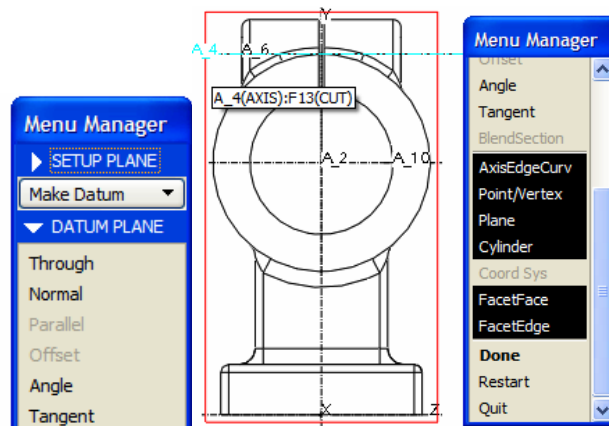 Menu Manager
SETUP PLANE
Make Datum
DATUM PLANE
Through
Normal
Parallel
Offset
Angle
Tangent
Y
A_4
A_6
A_4(AXIS):F13(CUT)
A_2
A_10
X
Z
Menu Manager
Offset
Angle
Tangent
BlendSection
AxisEdgeCurv
Point/Vertex
Plane
Cylinder
Coord Sys
FacetFace
FacetEdge
Done
Restart
Quit